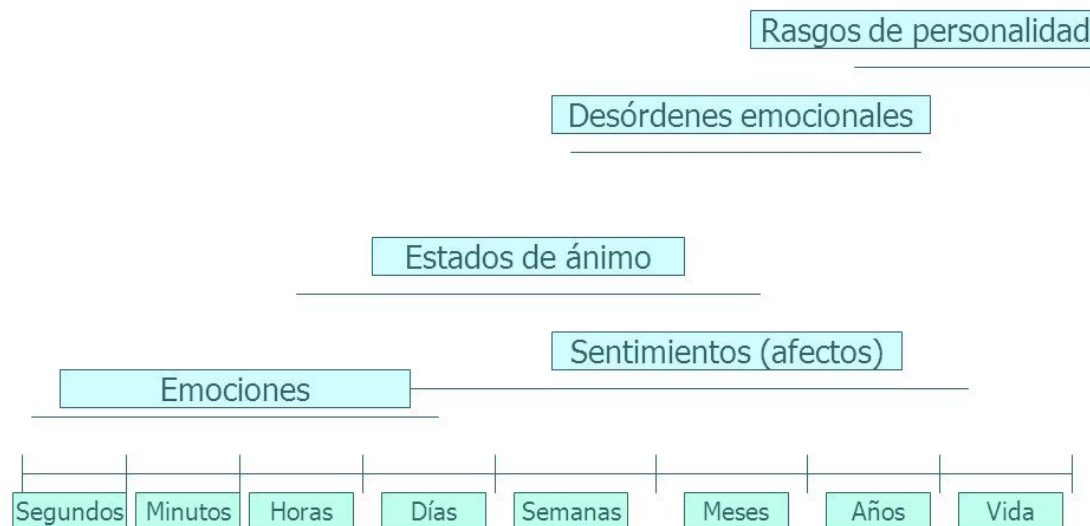 Rasgos de personalidad
Desórdenes emocionales
Estados de ánimo
Sentimientos (afectos)
Emociones
Segundos
Minutos
Horas
Días
Semanas
Meses
Años
Vida